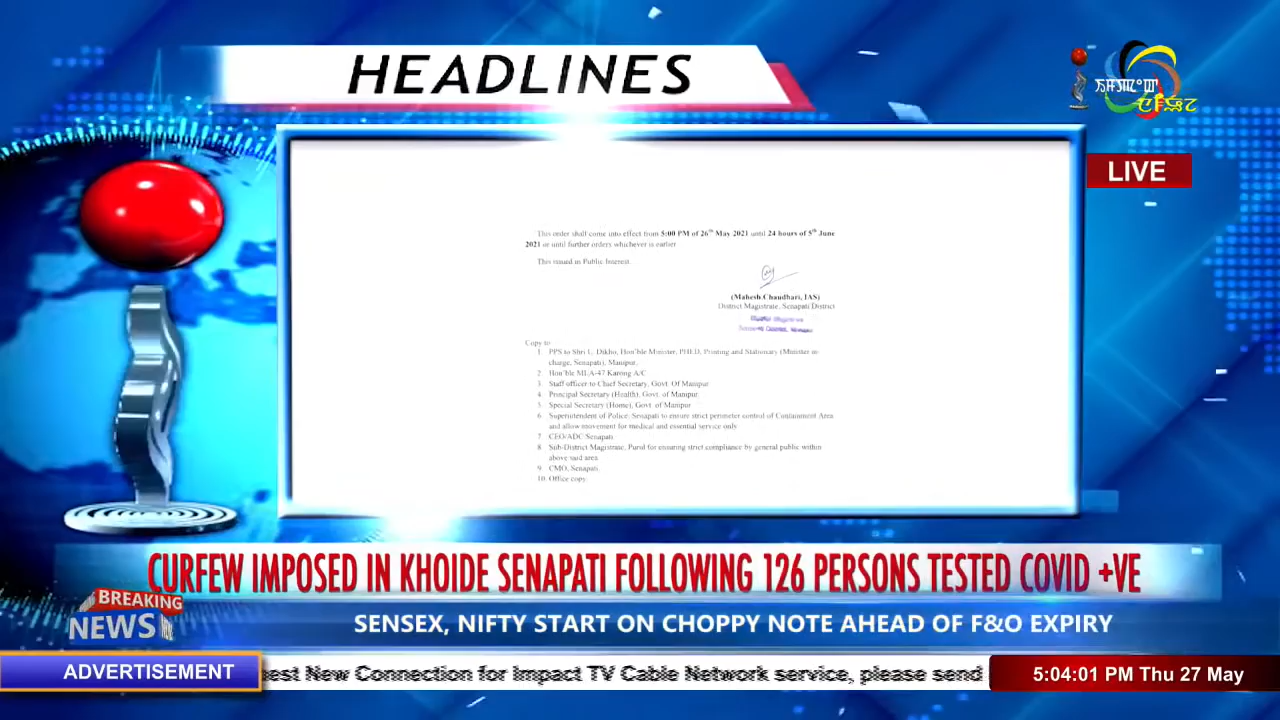 HEADLINES
LIVE
This order shall come into effect from 5:00 PM of 26th May 2021 until 24 hours of 5th June
2021 or until further orders whichever is earlier
This issued in Public Interest.
(Mahesh Chaudhari, IAS)
District Magistrate, Senapati District
Copy to
1. PPS to Shri L. Dikho, Hon'ble Minister, PHED, Printing and Stationary (Minister in-
charge, Senapati), Manipur.
2. Hon'ble MLA-47 Karong A/C
3. Staff officer to Chief Secretary, Govt. Of Manipur
4. Principal Secretary (Health), Govt. of Manipur
5. Special Secretary (Home), Govt. of Manipur
6. Superintendent of Police, Senapati to ensure strict perimeter control of Containment Area
and allow movement for medical and essential service only
7. CEO/ADC Senapati
8. Sub-District Magistrate, Purul for ensuring strict compliance by general public within
above said area
9. CMO, Senapati.
10. Office copy
CURFEW IMPOSED IN KHOIDE SENAPATI FOLLOWING 126 PERSONS TESTED COVID +VE
BREAKING
NEWS
SENSEX, NIFTY START ON CHOPPY NOTE AHEAD OF F&O EXPIRY
ADVERTISEMENT
est New Connection for Impact TV Cable Network service, please send
5:04:01 PM Thu 27 May